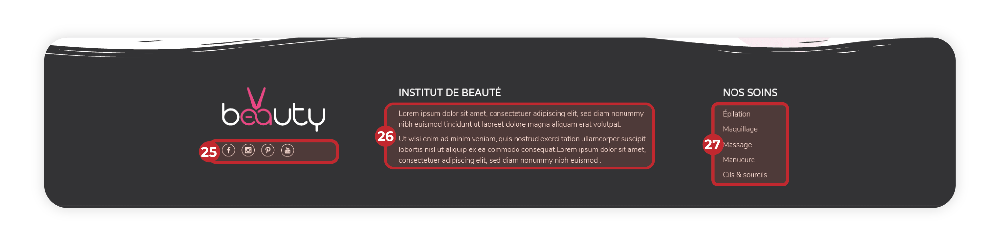 beauty
25
INSTITUT DE BEAUTÉ
26
Lorem ipsum dolor sit amet, consectetuer adipiscing elit, sed diam nonummy
nibh euismod tincidunt ut laoreet dolore magna aliquam erat volutpat.
Ut wisi enim ad minim veniam, quis nostrud exerci tation ullamcorper suscipit
lobortis nisl ut aliquip ex ea commodo consequat.Lorem ipsum dolor sit amet,
consectetuer adipiscing elit, sed diam nonummy nibh euismod .
NOS SOINS
27
Épilation
Maquillage
Massage
Manucure
Cils & sourcils